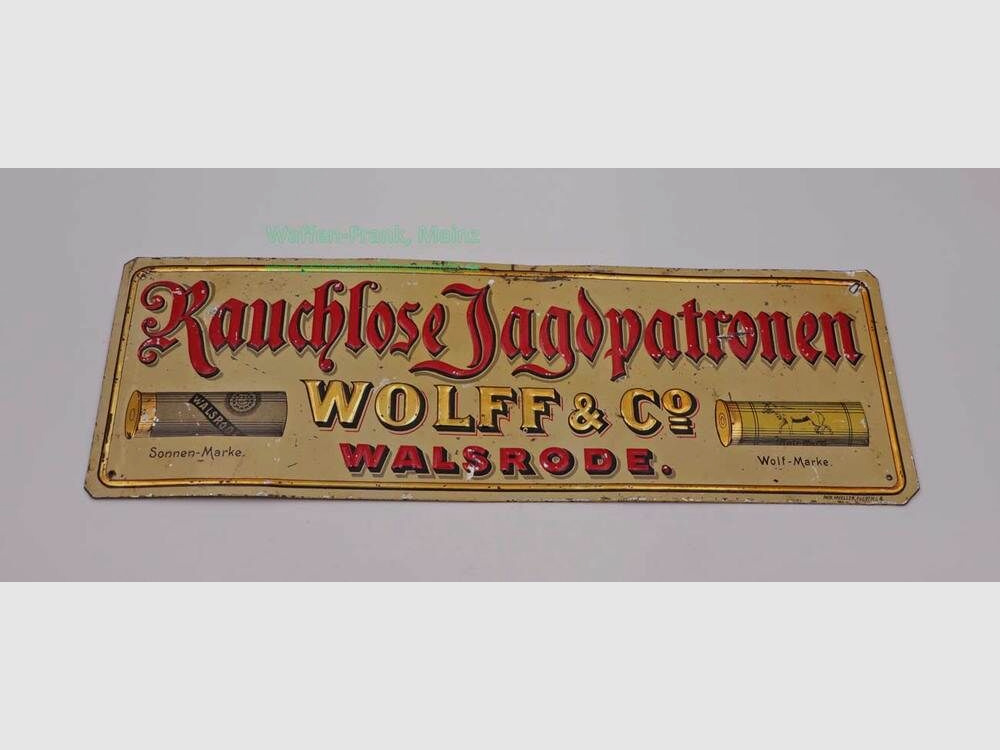 Waffen-Frank, Mainz
Rauchlose Jagdpatronen
WOLFF & Co
WALSRODE.
WALSRODE
Sonnen-Marke.
Wolf-Marke.